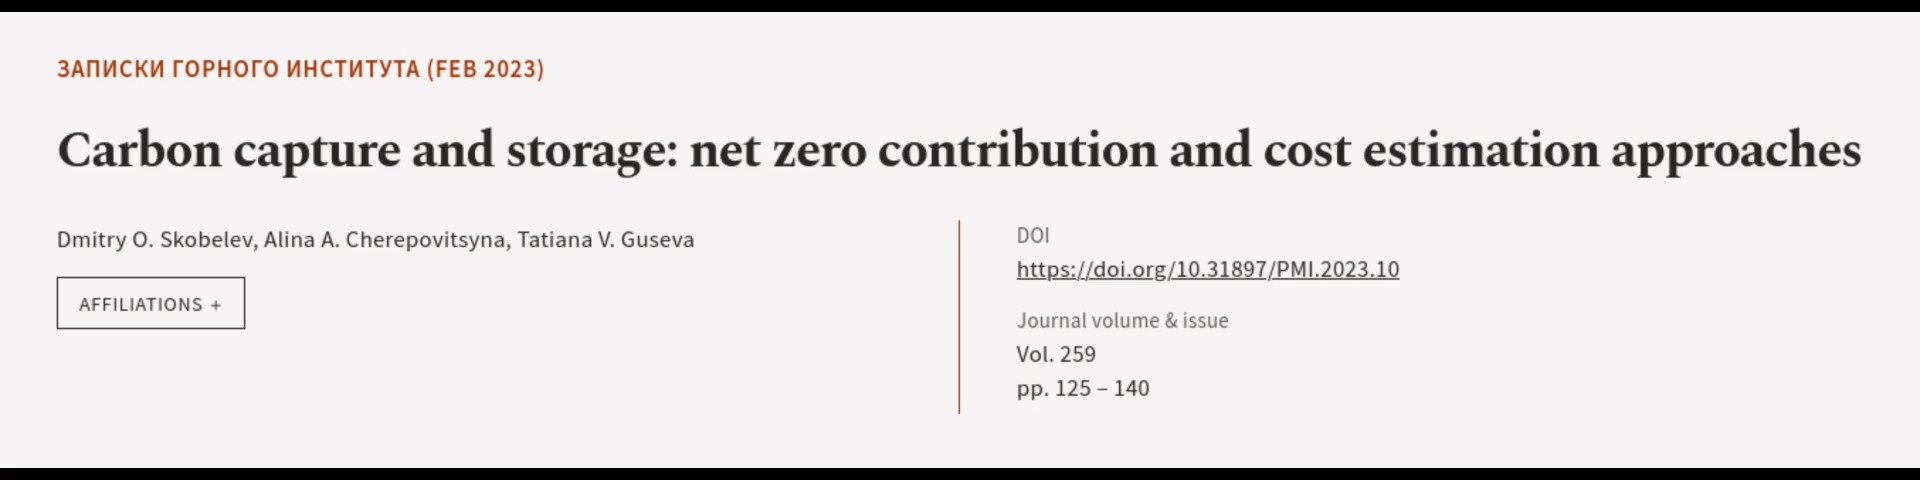 ЗАПИСКИ ГОРНОГО ИНСТИТУТА (FEB 2023)
Carbon capture and storage: net zero contribution and cost estimation approaches
Dmitry O. Skobelev, Alina A. Cherepovitsyna, Tatiana V. Guseva
AFFILIATIONS +
DOI
https://doi.org/10.31897/PMI.2023.10
Journal volume & issue
Vol. 259
pp. 125 – 140